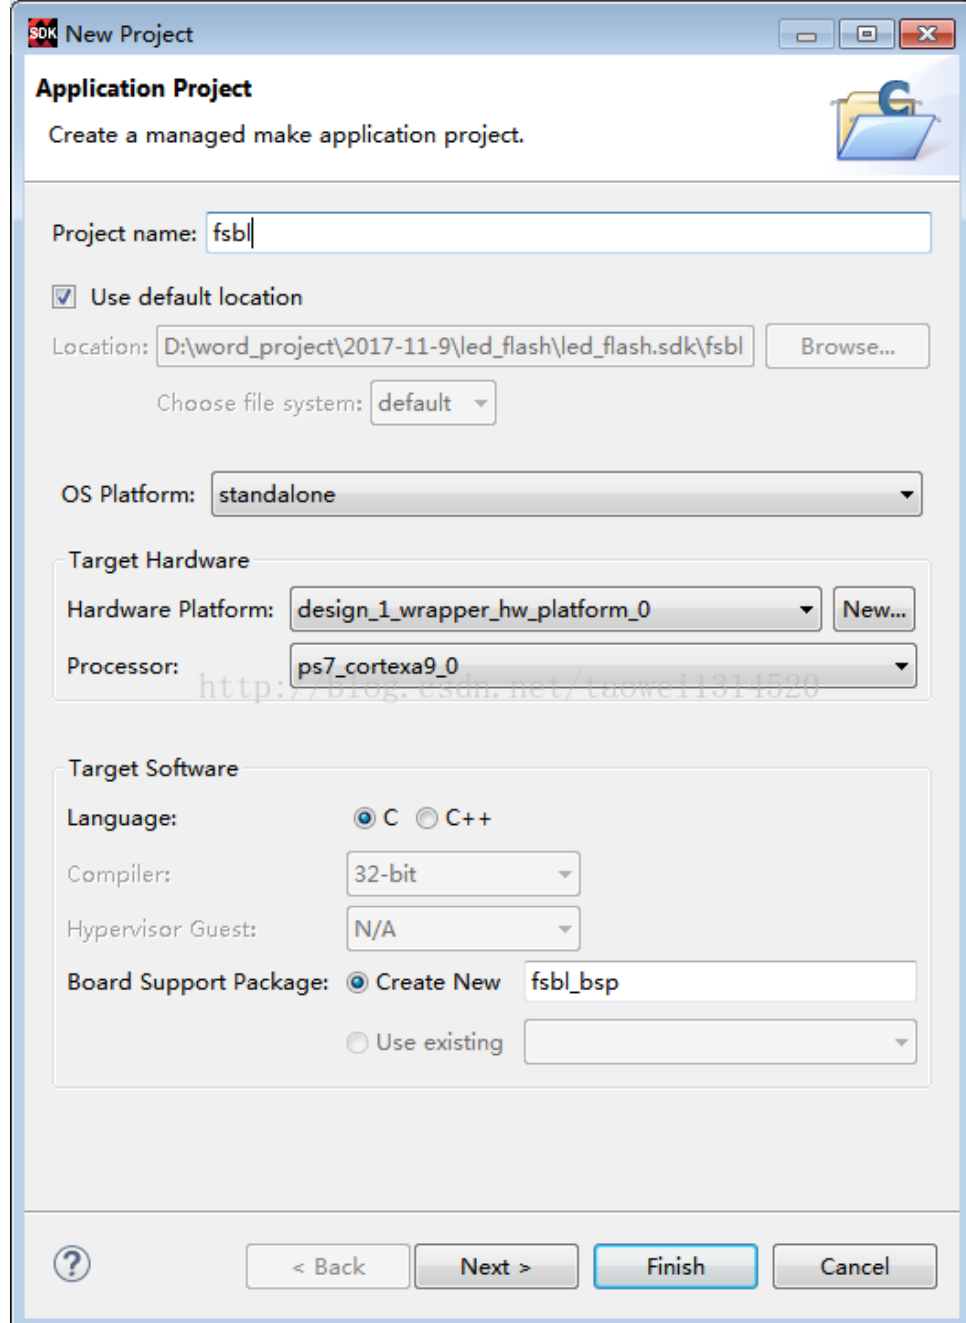 SDK New Project
Application Project
Create a managed make application project.
Project name: fsbl
Use default location
Location: D:\word_project\2017-11-9\led_flash\led_flash.sdk\fsbl Browse...
Choose file system: default
OS Platform: standalone
Target Hardware
Hardware Platform: design_1_wrapper_hw_platform_0 New...
Processor: ps7_cortexa9_0
http://blog.csdn.net/taowei1314520
Target Software
Language: C C++
Compiler: 32-bit
Hypervisor Guest: N/A
Board Support Package: Create New fsbl_bsp
Use existing
? < Back Next > Finish Cancel